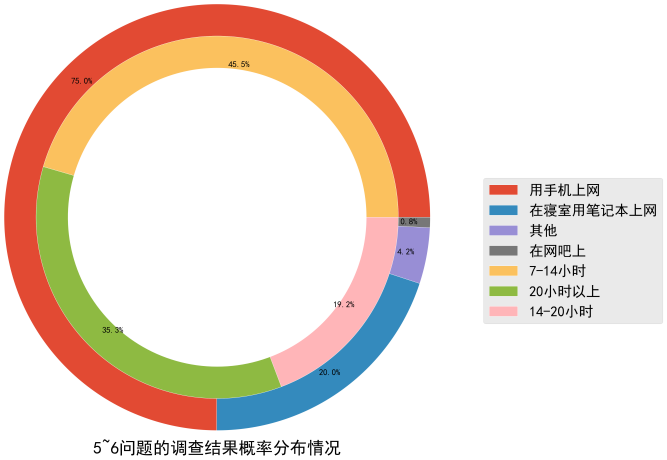 45.5%
75.0%
0.8%
4.2%
19.2%
35.3%
20.0%
用手机上网
在寝室用笔记本上网
其他
在网吧上
7-14小时
20小时以上
14-20小时
5~6问题的调查结果概率分布情况